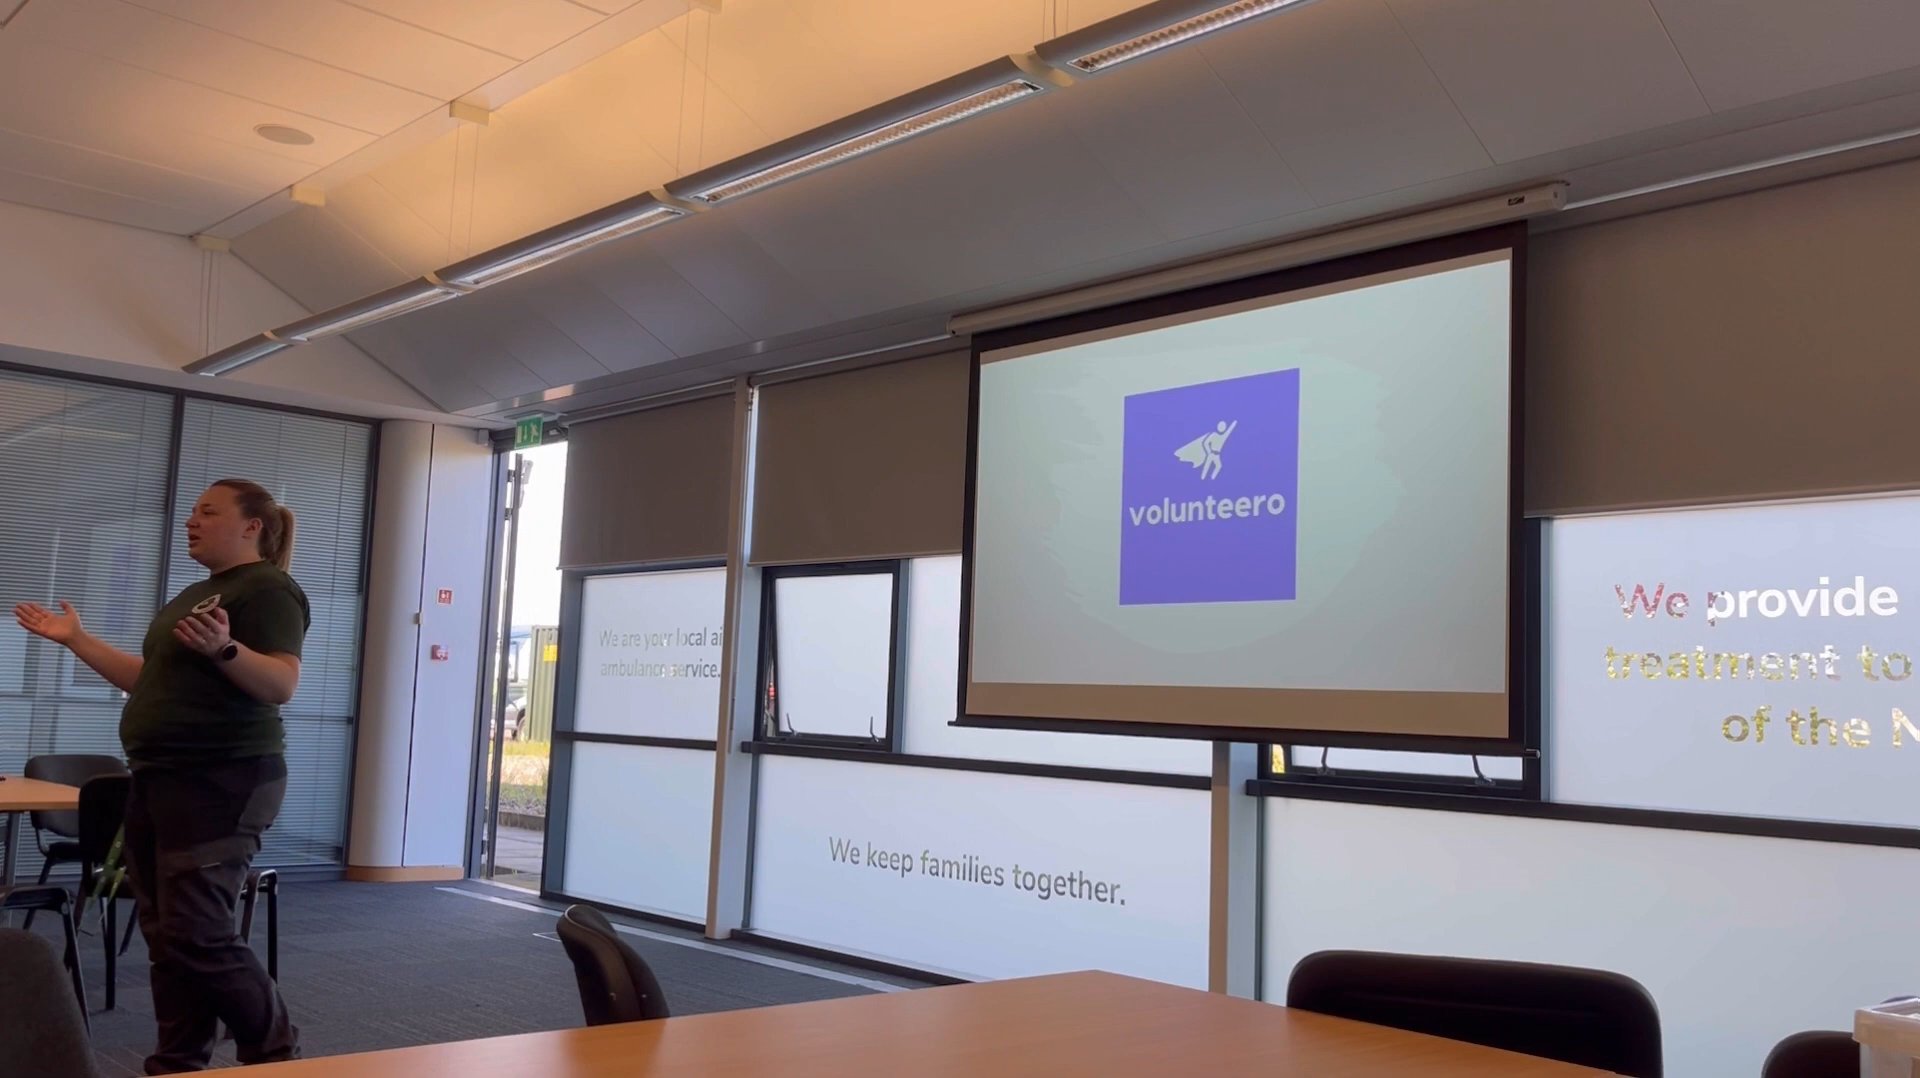 volunteero
We are your local ai
ambulance service.
We keep families together.
We provide
treatment to
of the N